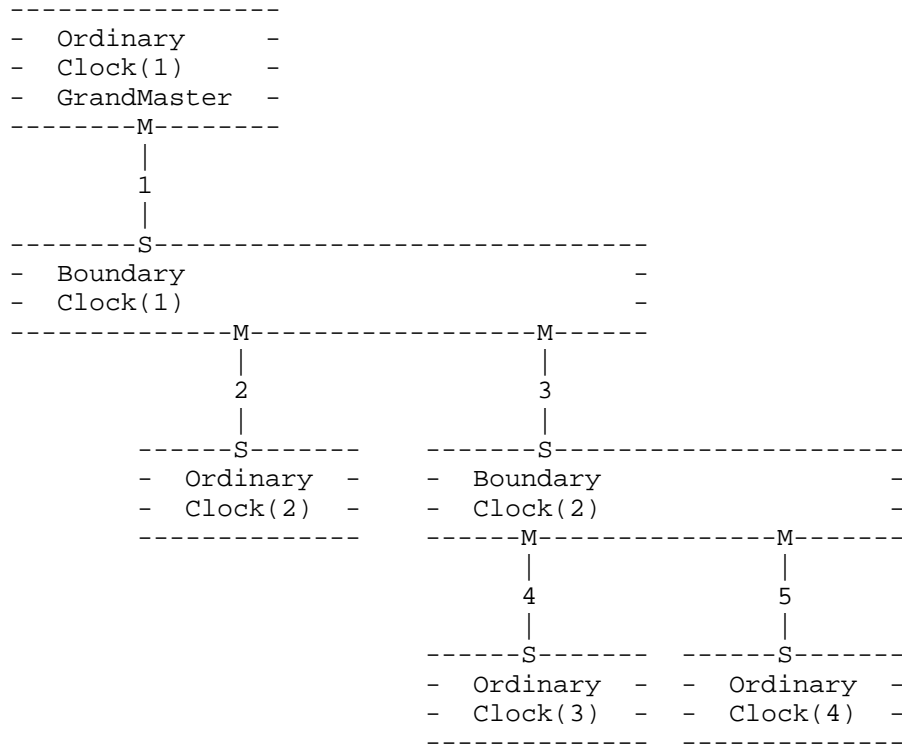 -----------------
-  Ordinary     -
-  Clock(1)     -
-  GrandMaster  -
--------M--------
        |
        1
        |
--------S-------------------------------
-  Boundary                            -
-  Clock(1)                            -
--------------M------------------M------
              |                  |
              2                  3
              |                  |
        ------S-------    -------S----------------------
        -  Ordinary  -    -  Boundary                  -
        -  Clock(2)  -    -  Clock(2)                  -
        --------------    ------M---------------M-------
                                |               |
                                4               5
                                |               |
                          ------S-------  ------S-------
                          -  Ordinary  -  -  Ordinary  -
                          -  Clock(3)  -  -  Clock(4)  -
                          --------------  --------------